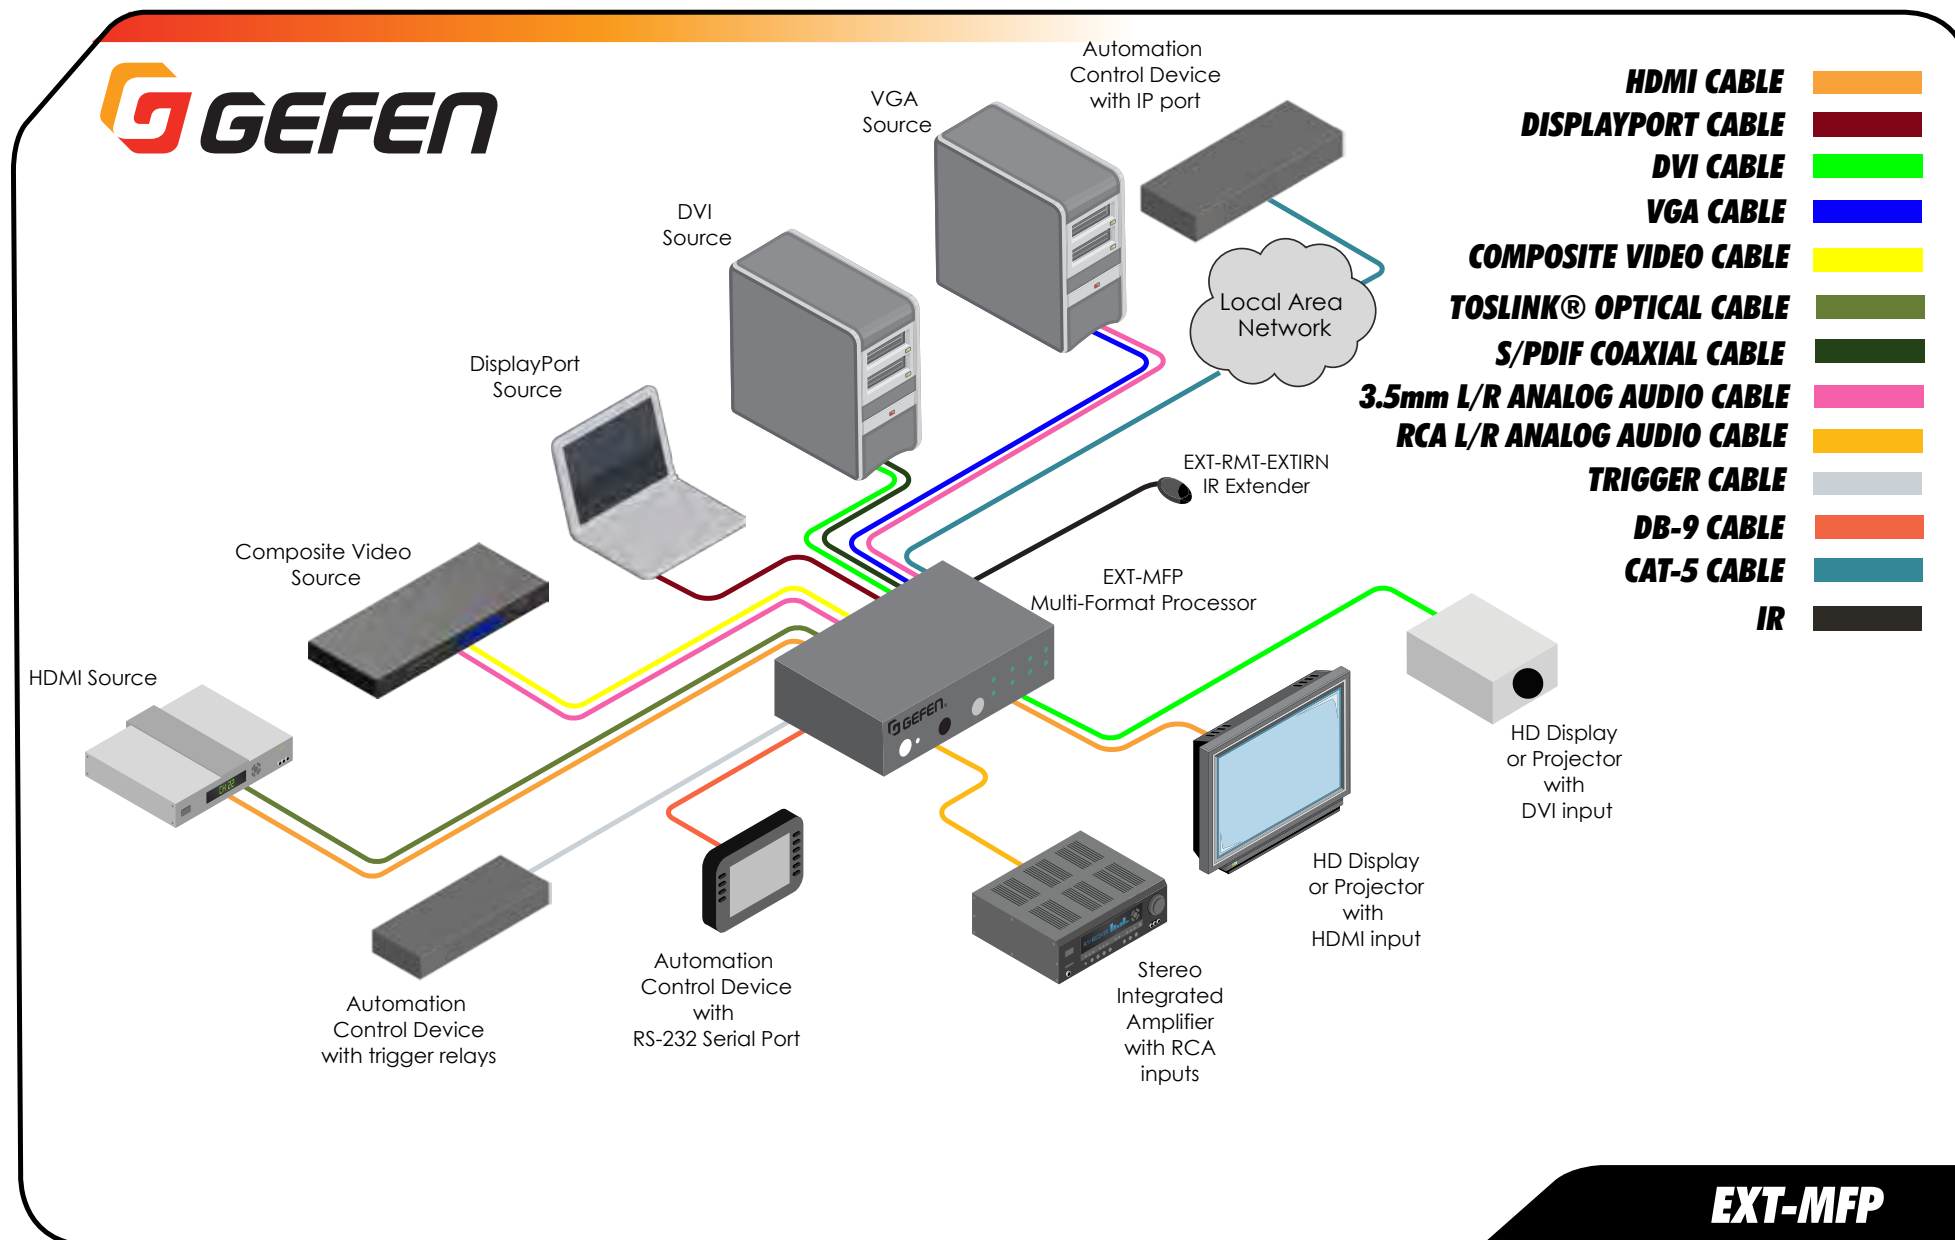 GEFEN
Automation
Control Device
with IP port
VGA
Source
DVI
Source
Local Area
Network
DisplayPort
Source
EXT-RMT-EXTIRN
IR Extender
Composite Video
Source
EXT-MFP
Multi-Format Processor
HDMI Source
GEFEN
HD Display
or Projector
with
DVI input
HD Display
or Projector
with
HDMI input
Stereo
Integrated
Amplifier
with RCA
inputs
Automation
Control Device
with
RS-232 Serial Port
Automation
Control Device
with trigger relays
HDMI CABLE
DISPLAYPORT CABLE
DVI CABLE
VGA CABLE
COMPOSITE VIDEO CABLE
TOSLINK® OPTICAL CABLE
S/PDIF COAXIAL CABLE
3.5mm L/R ANALOG AUDIO CABLE
RCA L/R ANALOG AUDIO CABLE
TRIGGER CABLE
DB-9 CABLE
CAT-5 CABLE
IR
EXT-MFP